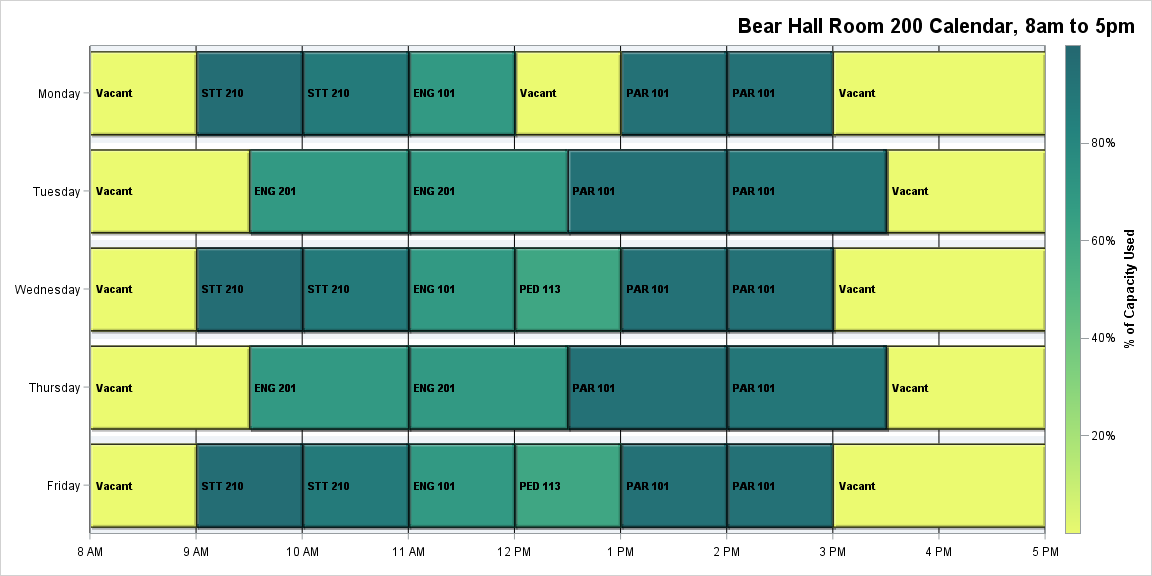 Bear Hall Room 200 Calendar, 8am to 5pm
Monday Vacant STT 210 STT 210 ENG 101 Vacant PAR 101 PAR 101 Vacant
80%
Tuesday Vacant ENG 201 ENG 201 PAR 101 PAR 101 Vacant
60%
% of Capacity Used
Wednesday Vacant STT 210 STT 210 ENG 101 PED 113 PAR 101 PAR 101 Vacant
40%
Thursday Vacant ENG 201 ENG 201 PAR 101 PAR 101 Vacant
20%
Friday Vacant STT 210 STT 210 ENG 101 PED 113 PAR 101 PAR 101 Vacant
8 AM 9 AM 10 AM 11 AM 12 PM 1 PM 2 PM 3 PM 4 PM 5 PM